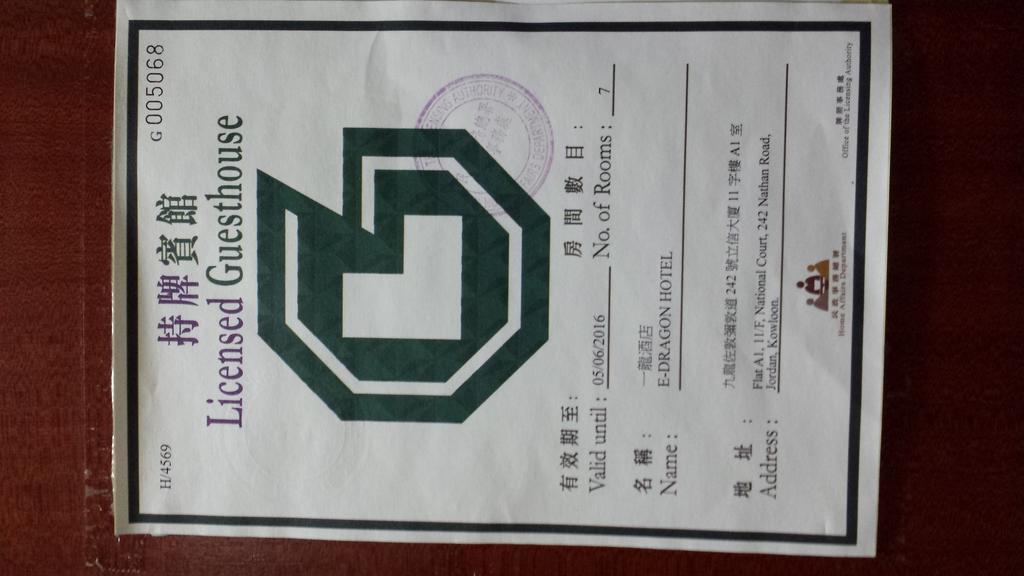 H/4569
G 005068
持牌賓館
Licensed Guesthouse
有效期至：
Valid until : 05/06/2016
房間數目：
No. of Rooms : 7
名稱：
Name :
一龍酒店
E-DRAGON HOTEL
地址：
Address :
九龍佐敦彌敦道 242 號立信大廈 11 字樓 A1 室
Flat A1, 11/F, National Court, 242 Nathan Road,
Jordan, Kowloon.
民政事務總署
Home Affairs Department
牌照事務處
Office of the Licensing Authority